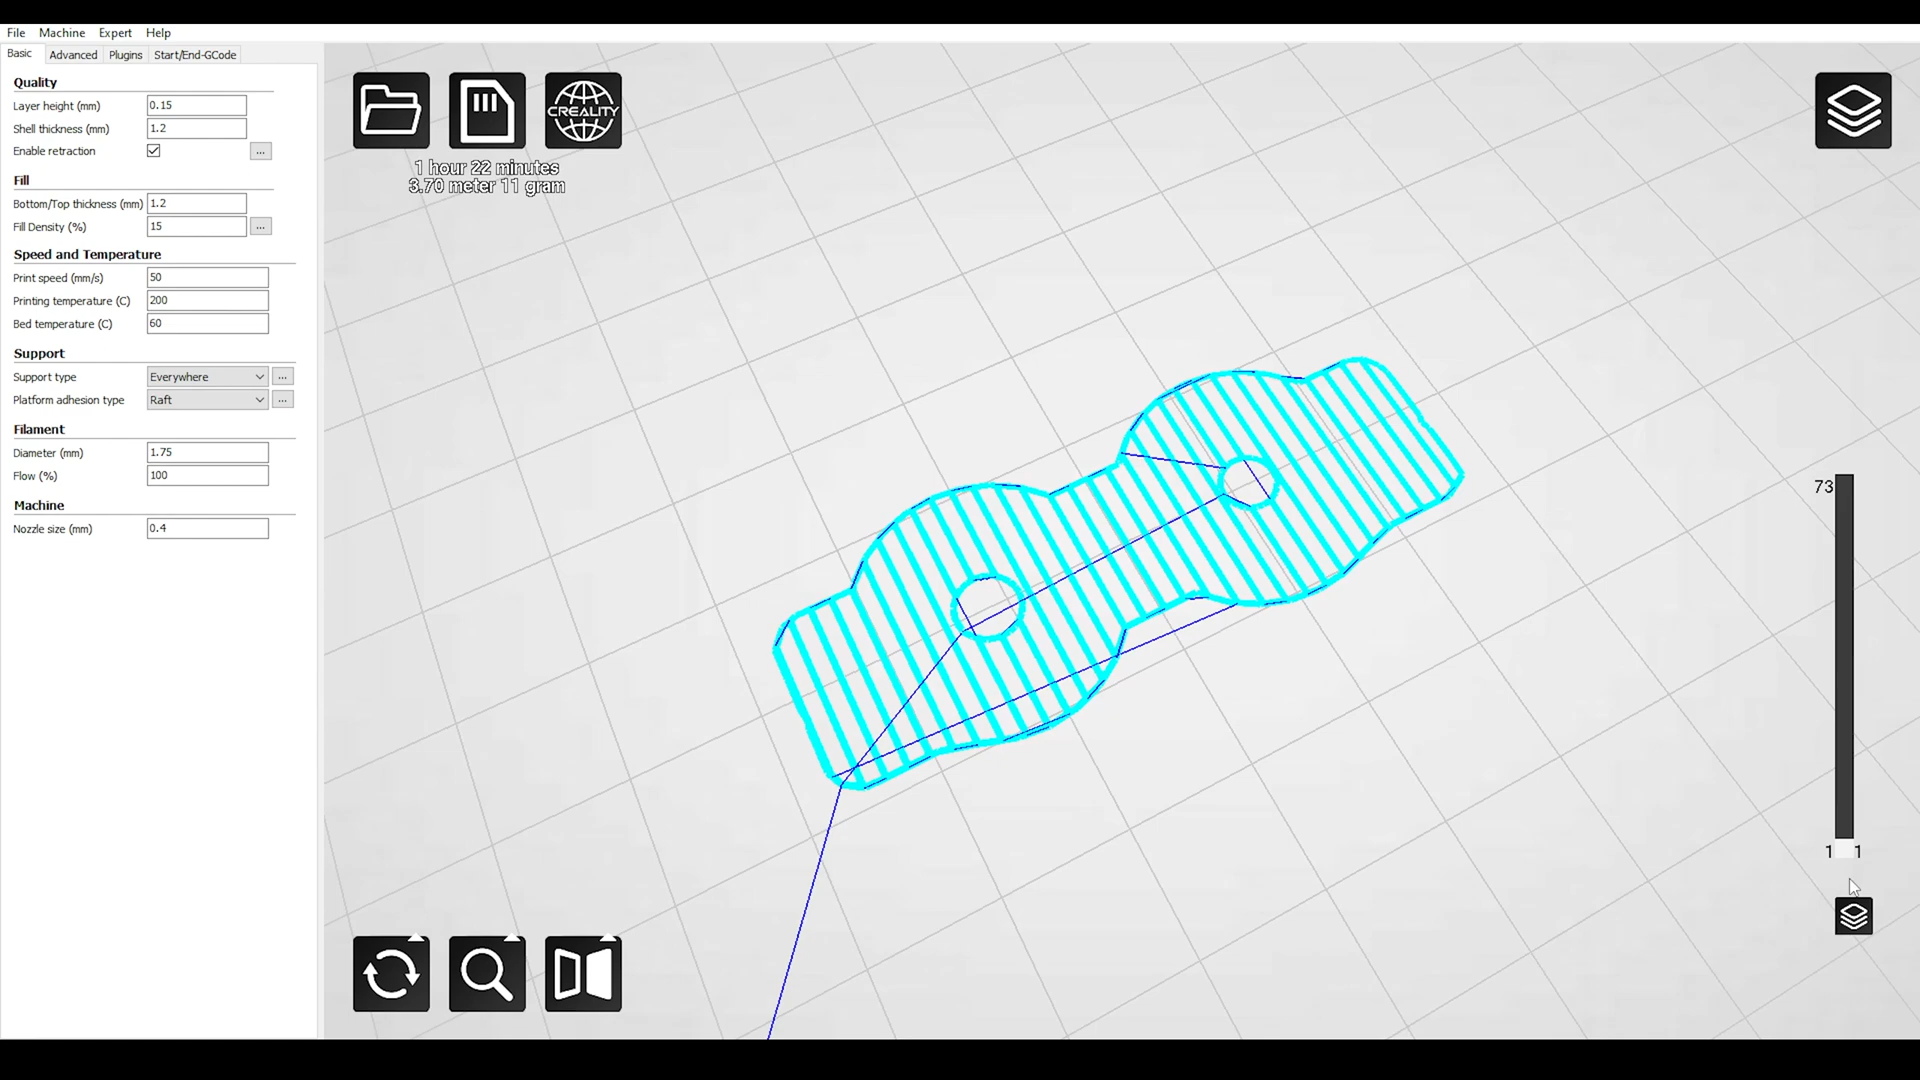 File Machine Expert Help
Basic Advanced Plugins Start/End-GCode
Quality
Layer height (mm) 0.15
Shell thickness (mm) 1.2
Enable retraction ...
Fill
Bottom/Top thickness (mm) 1.2
Fill Density (%) 15 ...
Speed and Temperature
Print speed (mm/s) 50
Printing temperature (C) 200
Bed temperature (C) 60
Support
Support type Everywhere ...
Platform adhesion type Raft ...
Filament
Diameter (mm) 1.75
Flow (%) 100
Machine
Nozzle size (mm) 0.4
CREALITY
1 hour 22 minutes
3.70 meter 11 gram
73
1 1